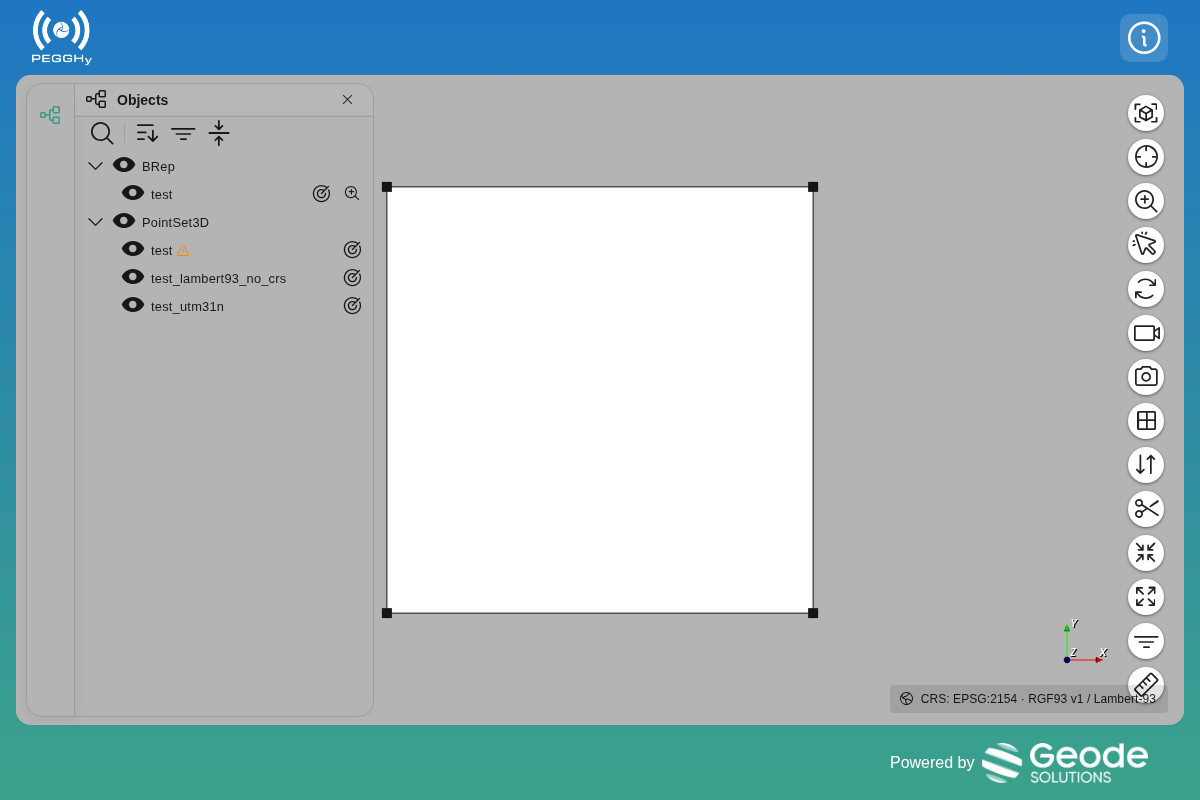 PEGGHy
Objects
BRep
test
PointSet3D
test
test_lambert93_no_crs
test_utm31n
Y
Z X
CRS: EPSG:2154 · RGF93 v1 / Lambert-93
Powered by Geode
SOLUTIONS